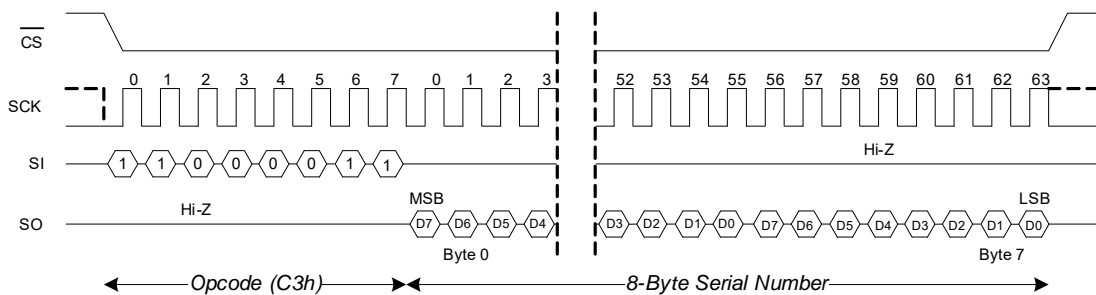 CS
0 1 2 3 4 5 6 7 0 1 2 3 52 53 54 55 56 57 58 59 60 61 62 63
SCK
Hi-Z
SI 1 1 0 0 0 0 1 1
MSB LSB
Hi-Z
SO D7 D6 D5 D4 D3 D2 D1 D0 D7 D6 D5 D4 D3 D2 D1 D0
Byte 0 Byte 7
Opcode (C3h) 8-Byte Serial Number